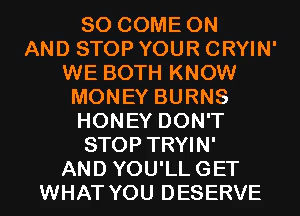 SO COME ON
AND STOP YOUR CRYIN'
WE BOTH KNOW
MONEY BURNS
HONEY DON'T
STOP TRYIN'
AND YOU'LL GET
WHAT YOU DESERVE